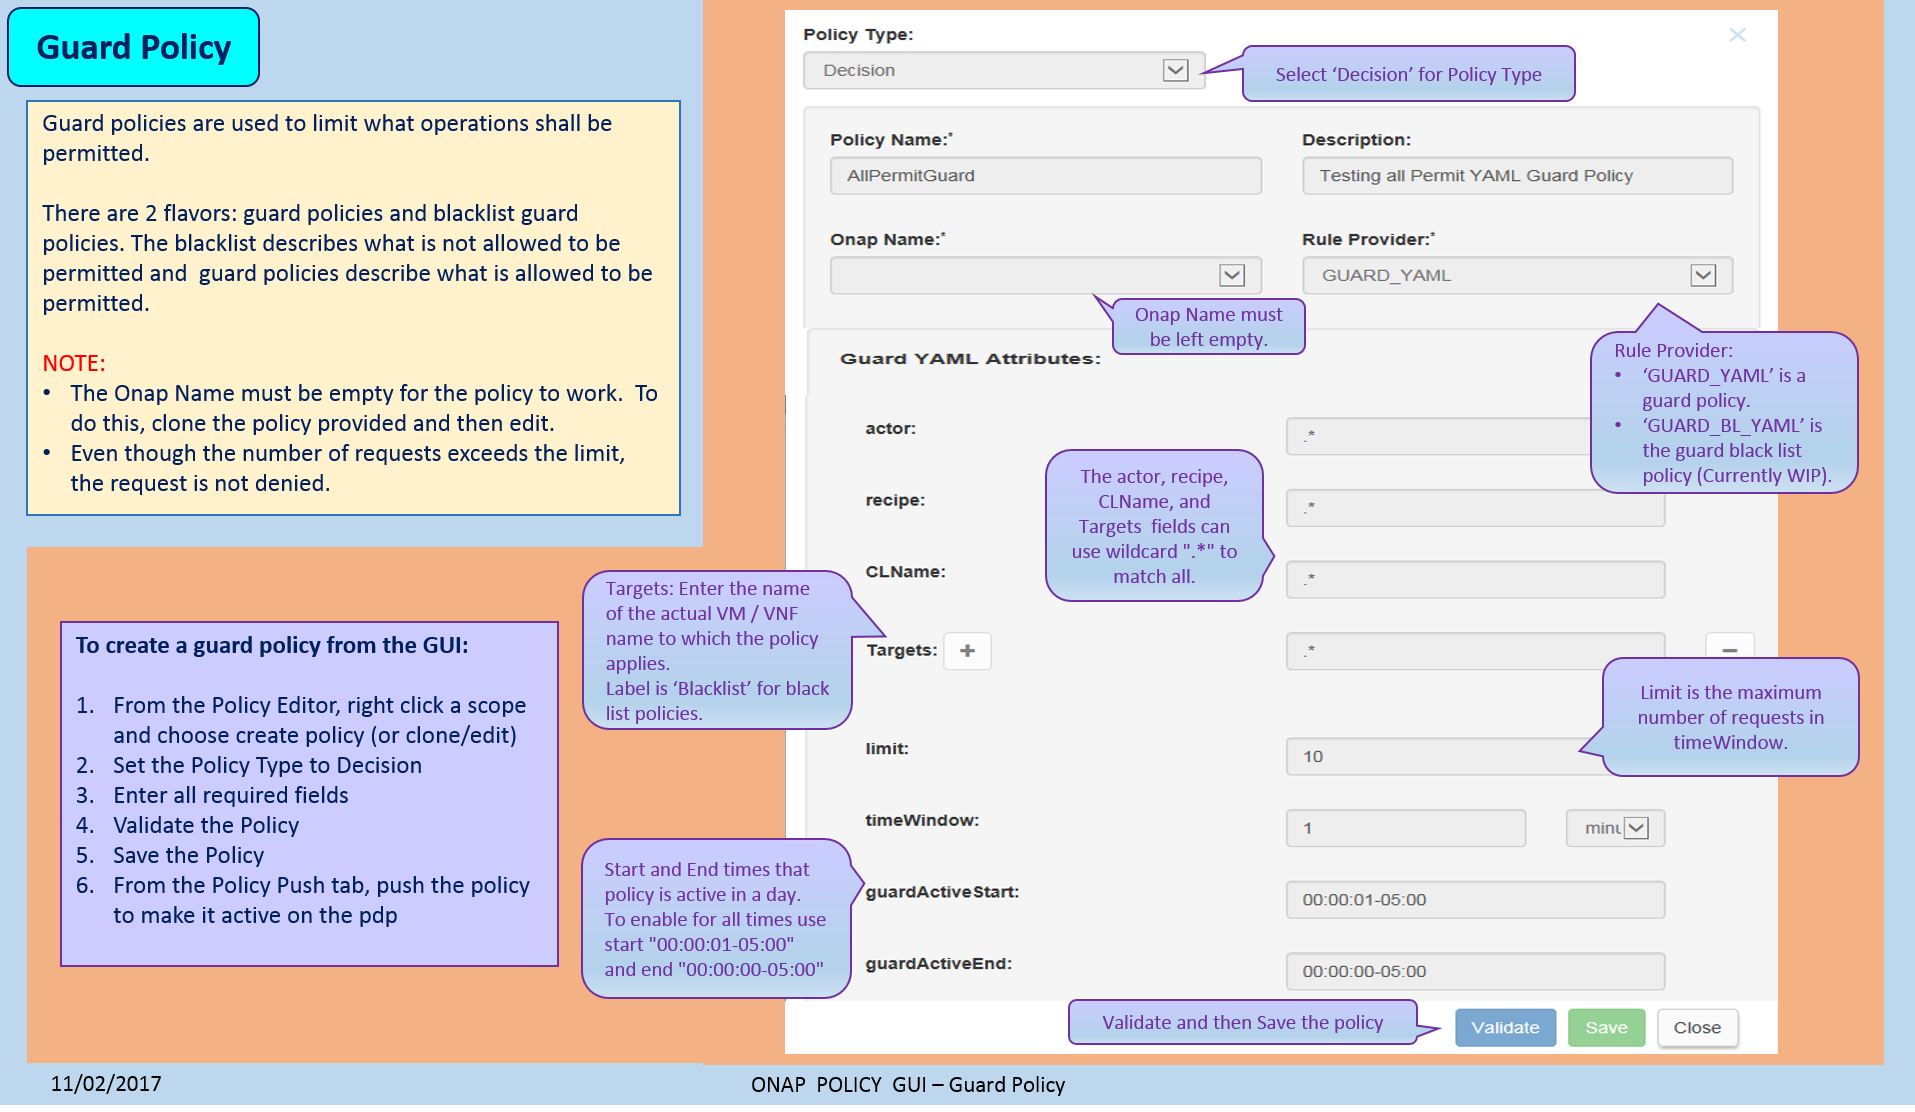 Guard Policy
Guard policies are used to limit what operations shall be
permitted.
There are 2 flavors: guard policies and blacklist guard
policies. The blacklist describes what is not allowed to be
permitted and  guard policies describe what is allowed to be
permitted.
NOTE:
• The Onap Name must be empty for the policy to work.  To
do this, clone the policy provided and then edit.
• Even though the number of requests exceeds the limit,
the request is not denied.
To create a guard policy from the GUI:
1. From the Policy Editor, right click a scope
and choose create policy (or clone/edit)
2. Set the Policy Type to Decision
3. Enter all required fields
4. Validate the Policy
5. Save the Policy
6. From the Policy Push tab, push the policy
to make it active on the pdp
Policy Type:
Decision
Select ‘Decision’ for Policy Type
Policy Name:*
AllPermitGuard
Description:
Testing all Permit YAML Guard Policy
Onap Name:*
Onap Name must
be left empty.
Rule Provider:*
GUARD_YAML
Rule Provider:
• ‘GUARD_YAML’ is a
guard policy.
• ‘GUARD_BL_YAML’ is
the guard black list
policy (Currently WIP).
Guard YAML Attributes:
actor:
.*
recipe:
.*
CLName:
.*
The actor, recipe,
CLName, and
Targets  fields can
use wildcard ".*" to
match all.
Targets: Enter the name
of the actual VM / VNF
name to which the policy
applies.
Label is ‘Blacklist’ for black
list policies.
Targets: +
.*
−
limit:
10
Limit is the maximum
number of requests in
timeWindow.
timeWindow:
1
minu
Start and End times that
policy is active in a day.
To enable for all times use
start "00:00:01-05:00"
and end "00:00:00-05:00"
guardActiveStart:
00:00:01-05:00
guardActiveEnd:
00:00:00-05:00
Validate and then Save the policy
Validate
Save
Close
11/02/2017
ONAP  POLICY  GUI – Guard Policy